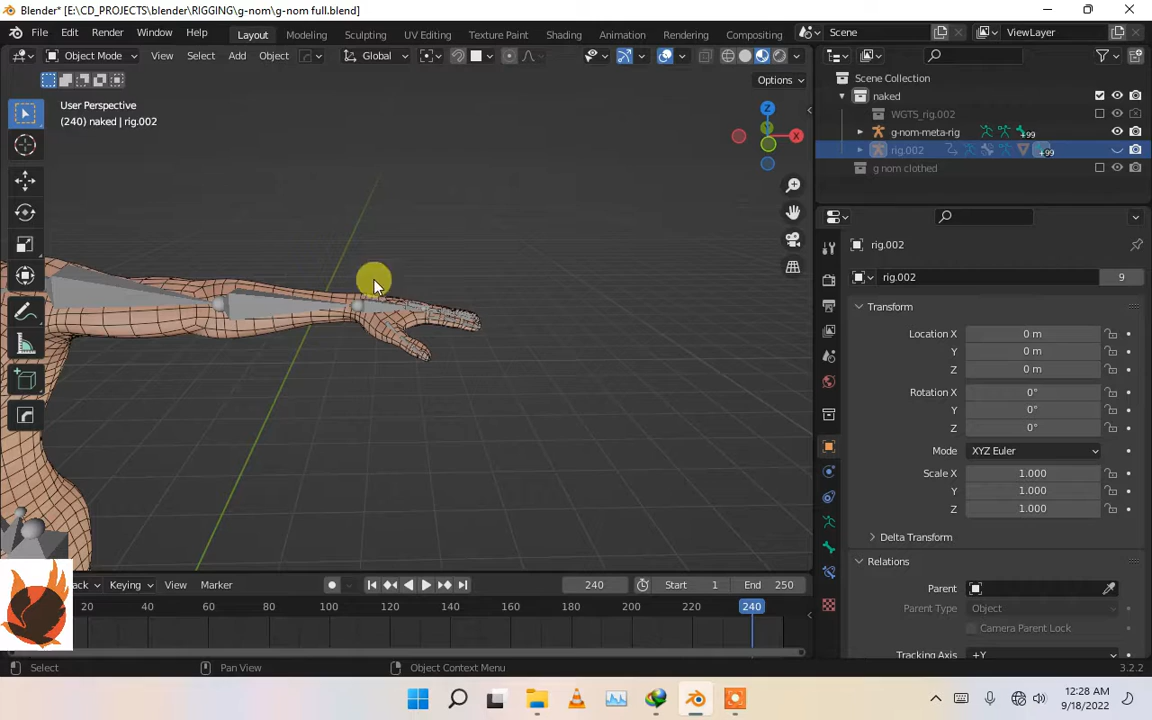 Blender* [E:\CD_PROJECTS\blender\RIGGING\g-nom\g-nom full.blend]
File Edit Render Window Help Layout Modeling Sculpting UV Editing Texture Paint Shading Animation Rendering Compositing Scene ViewLayer
Object Mode View Select Add Object Global
Options
User Perspective
(240) naked | rig.002
Z
X
Scene Collection
naked
WGTS_rig.002
g-nom-meta-rig +99
rig.002 +99
g nom clothed
rig.002
rig.002 9
Transform
Location X 0 m
Y 0 m
Z 0 m
Rotation X 0°
Y 0°
Z 0°
Mode XYZ Euler
Scale X 1.000
Y 1.000
Z 1.000
Delta Transform
Relations
Parent
Parent Type Object
Camera Parent Lock
Tracking Axis +Y
Keying View Marker 240 Start 1 End 250
20 40 60 80 100 120 140 160 180 200 220 240
Select Pan View Object Context Menu 3.2.2
12:28 AM
9/18/2022